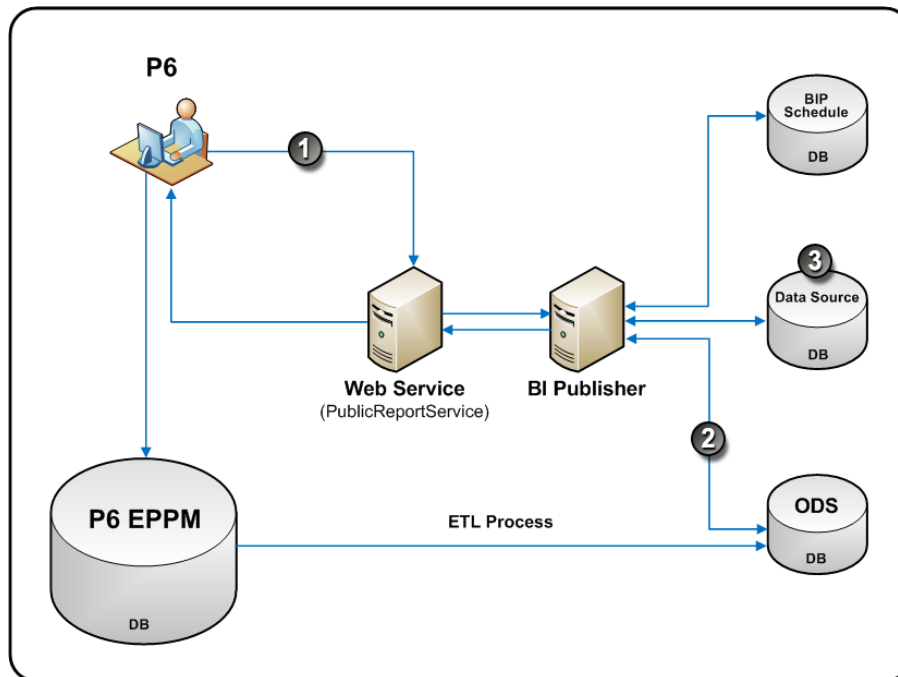 P6
1
BIP
Schedule
DB
3
Data Source
DB
Web Service
(PublicReportService)
BI Publisher
2
P6 EPPM
DB
ETL Process
ODS
DB